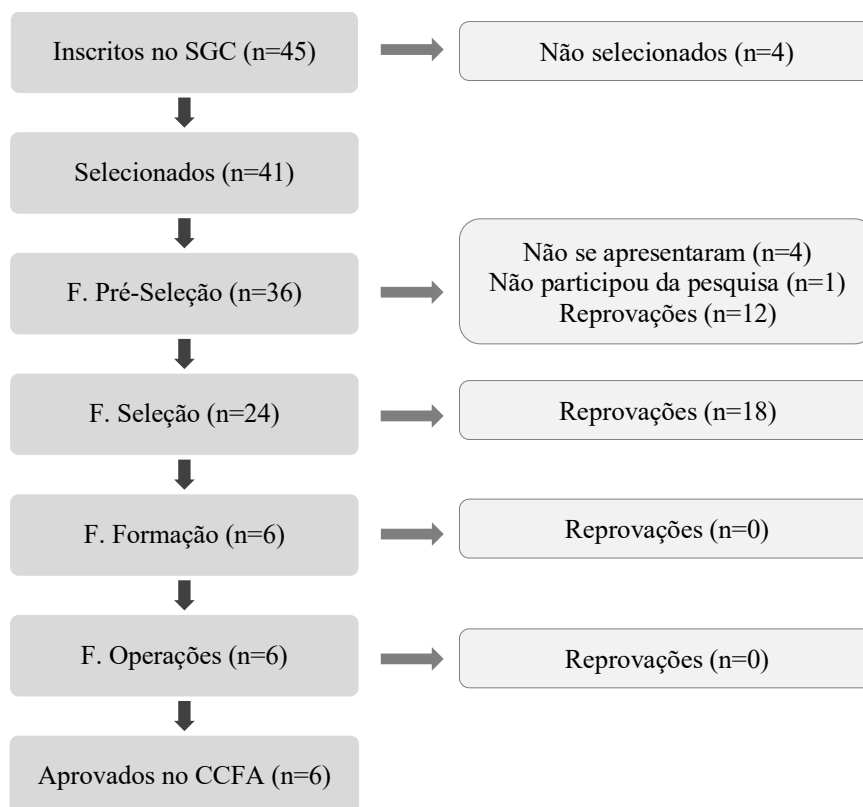 Inscritos no SGC (n=45)
Não selecionados (n=4)
Selecionados (n=41)
F. Pré-Seleção (n=36)
Não se apresentaram (n=4)
Não participou da pesquisa (n=1)
Reprovações (n=12)
F. Seleção (n=24)
Reprovações (n=18)
F. Formação (n=6)
Reprovações (n=0)
F. Operações (n=6)
Reprovações (n=0)
Aprovados no CCFA (n=6)